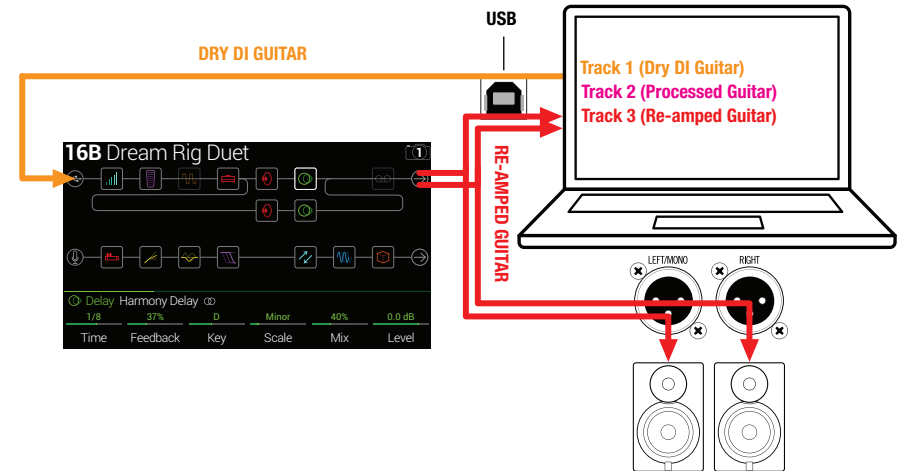 USB
DRY DI GUITAR
Track 1 (Dry DI Guitar)
Track 2 (Processed Guitar)
Track 3 (Re-amped Guitar)
16B Dream Rig Duet
1
RE-AMPED GUITAR
LEFT/MONO
RIGHT
Delay Harmony Delay
1/8 37% D Minor 40% 0.0 dB
Time Feedback Key Scale Mix Level